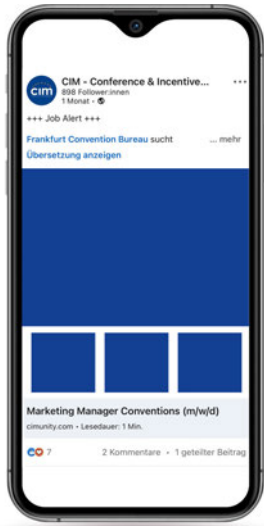 cim
CIM - Conference & Incentive...
898 Follower:innen
1 Monat •
+++ Job Alert +++
Frankfurt Convention Bureau sucht ... mehr
Übersetzung anzeigen
Marketing Manager Conventions (m/w/d)
cimunity.com • Lesedauer: 1 Min.
7 2 Kommentare • 1 geteilter Beitrag